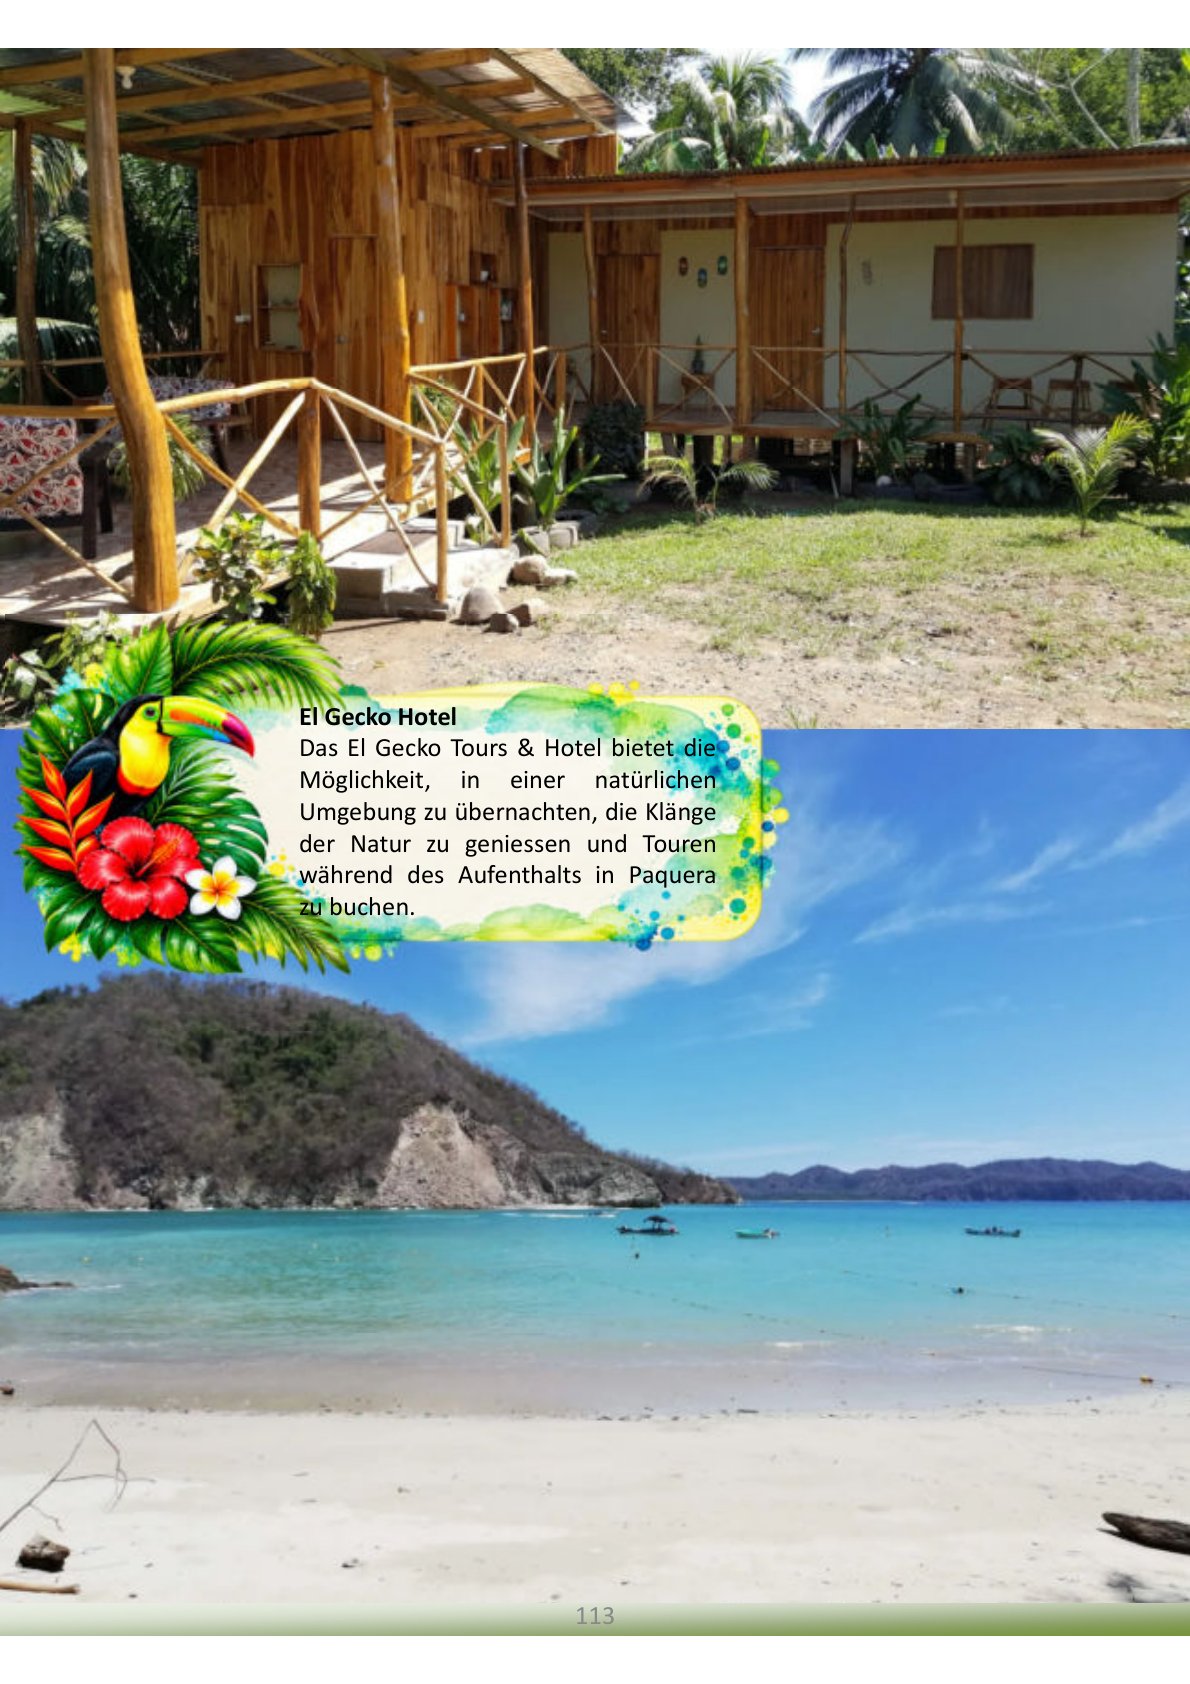 El Gecko Hotel
Das El Gecko Tours & Hotel bietet die
Möglichkeit, in einer natürlichen
Umgebung zu übernachten, die Klänge
der Natur zu geniessen und Touren
während des Aufenthalts in Paquera
zu buchen.
113